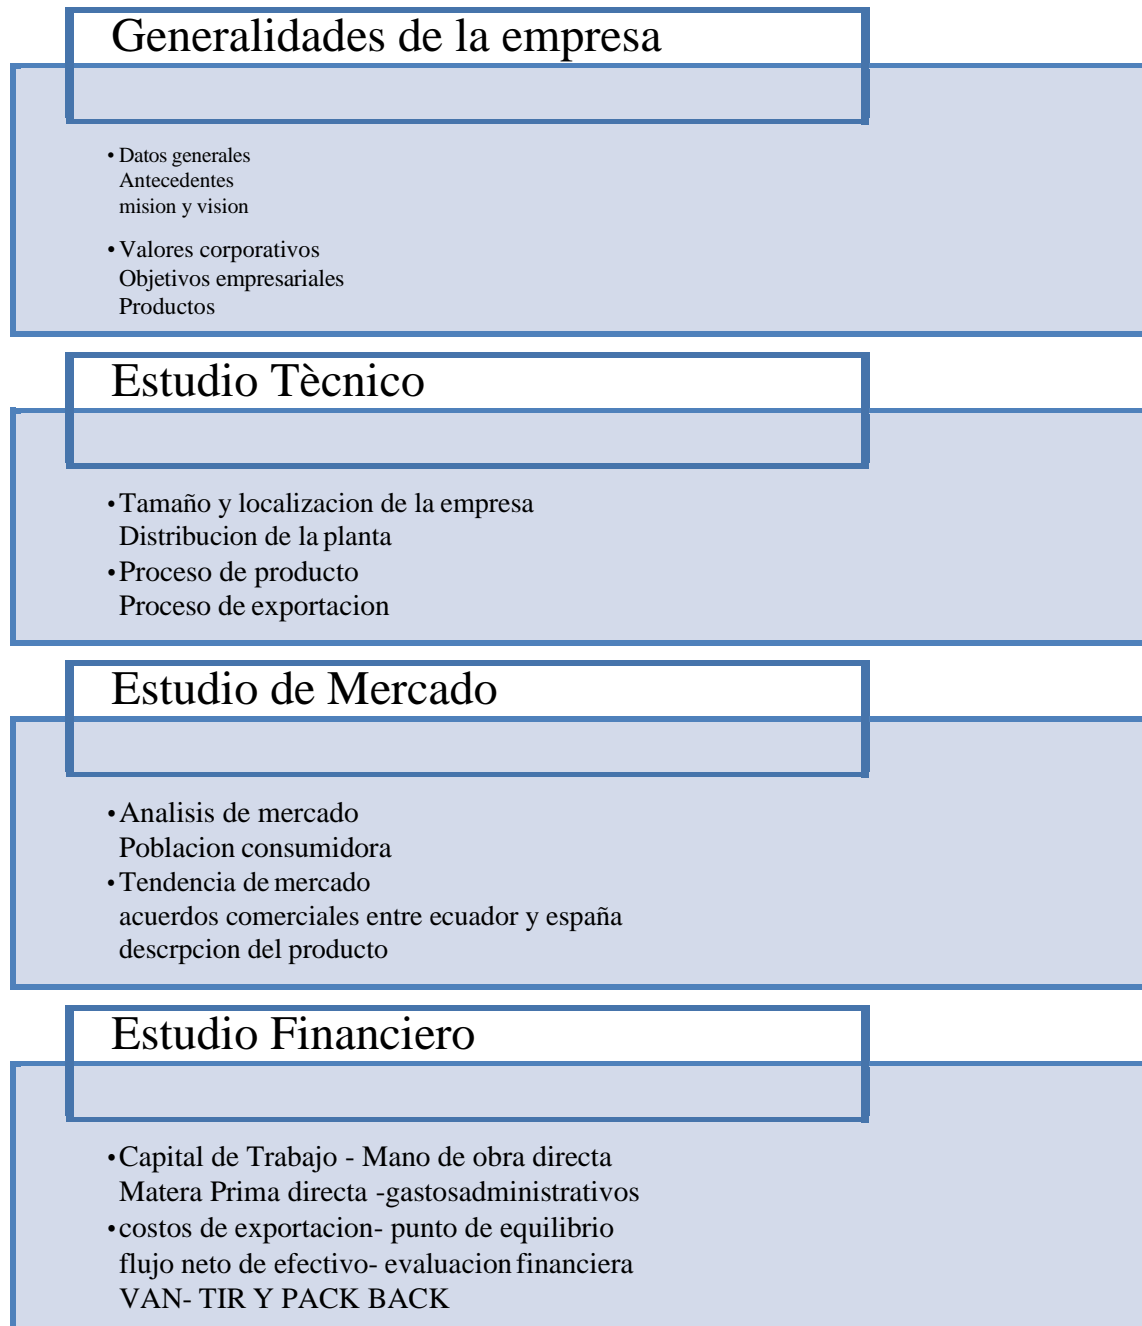 Generalidades de la empresa
• Datos generales
Antecedentes
mision y vision
• Valores corporativos
Objetivos empresariales
Productos
Estudio Tècnico
• Tamaño y localizacion de la empresa
Distribucion de la planta
• Proceso de producto
Proceso de exportacion
Estudio de Mercado
• Analisis de mercado
Poblacion consumidora
• Tendencia de mercado
acuerdos comerciales entre ecuador y españa
descrpcion del producto
Estudio Financiero
• Capital de Trabajo - Mano de obra directa
Matera Prima directa -gastosadministrativos
• costos de exportacion- punto de equilibrio
flujo neto de efectivo- evaluacion financiera
VAN- TIR Y PACK BACK